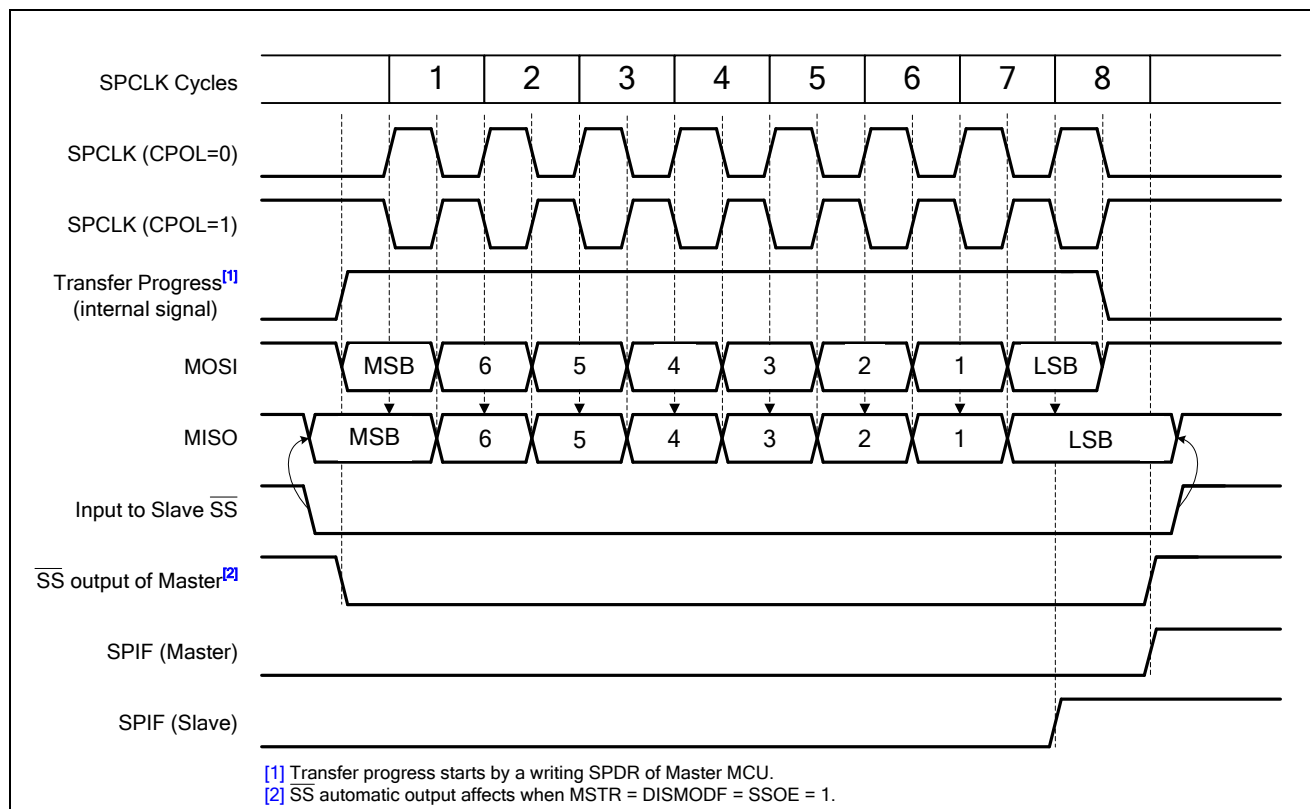 SPCLK Cycles 1 2 3 4 5 6 7 8
SPCLK (CPOL=0)
SPCLK (CPOL=1)
Transfer Progress[1]
(internal signal)
MOSI MSB 6 5 4 3 2 1 LSB
MISO MSB 6 5 4 3 2 1 LSB
Input to Slave S̅S̅
S̅S̅ output of Master[2]
SPIF (Master)
SPIF (Slave)
[1] Transfer progress starts by a writing SPDR of Master MCU.
[2] S̅S̅ automatic output affects when MSTR = DISMODF = SSOE = 1.